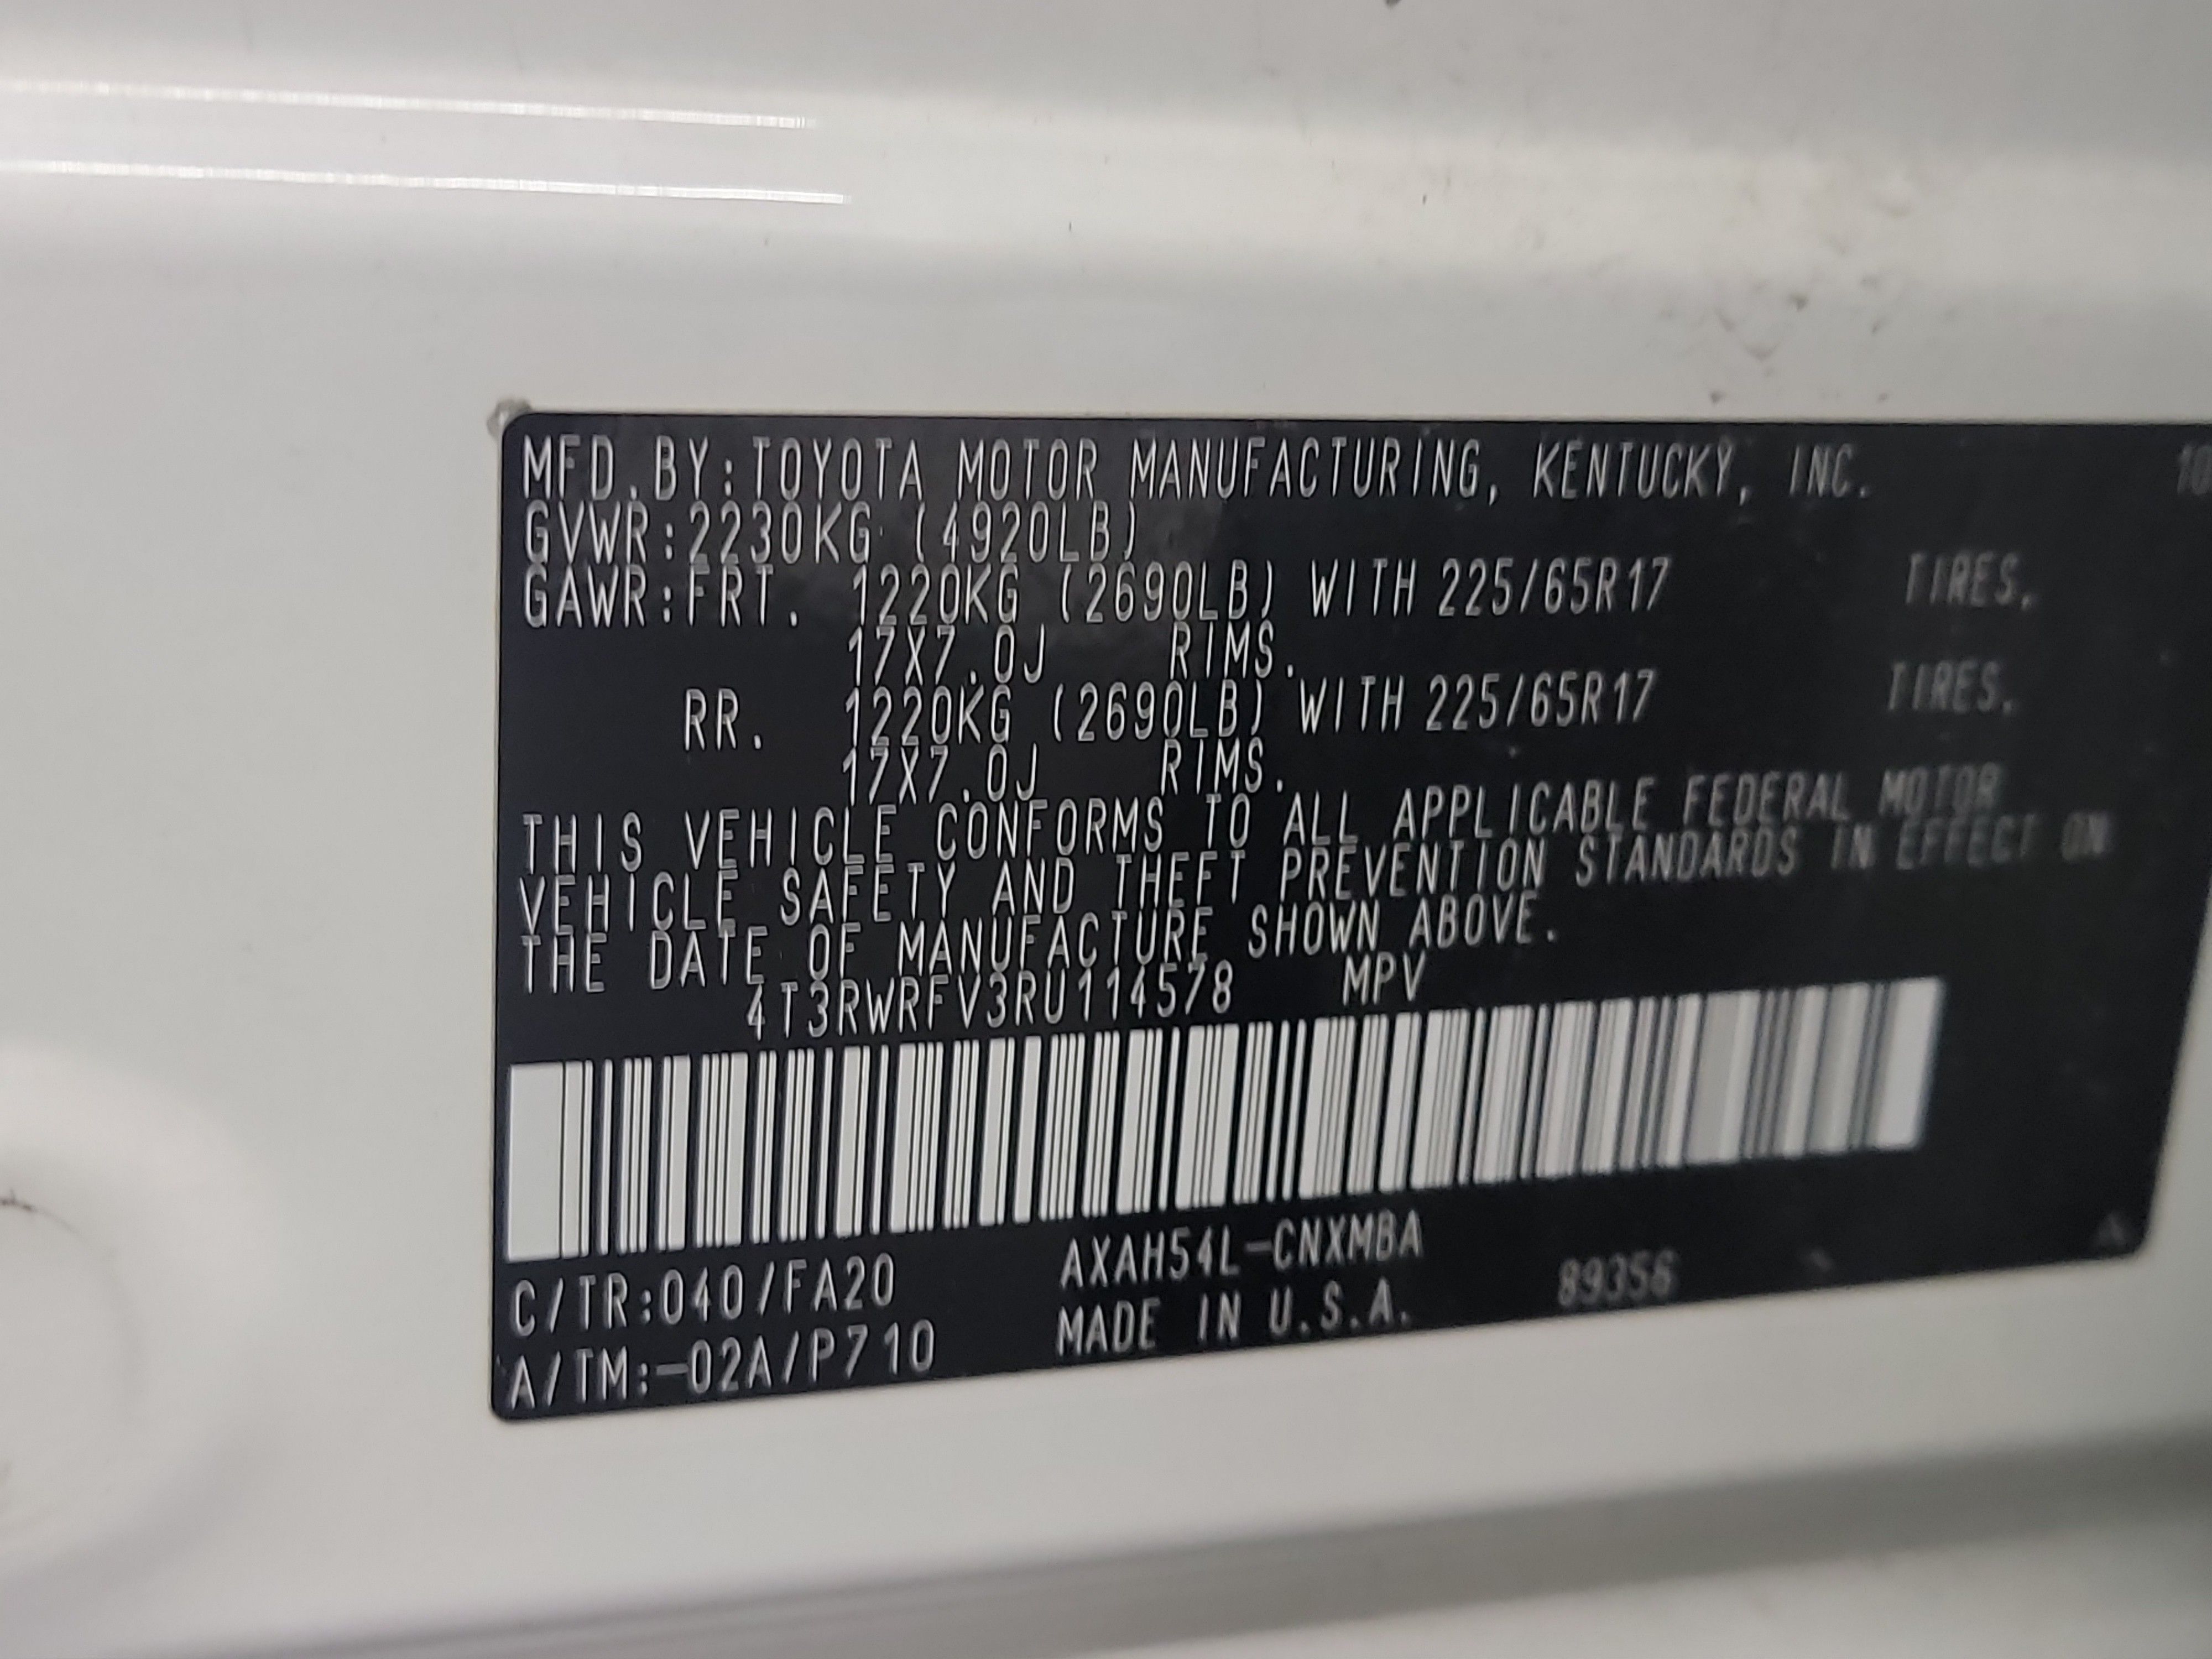 MFD.BY:TOYOTA MOTOR MANUFACTURING, KENTUCKY, INC. 10
GVWR:2230KG (4920LB)
GAWR:FRT. 1220KG (2690LB) WITH 225/65R17 TIRES,
17X7.0J RIMS.
RR. 1220KG (2690LB) WITH 225/65R17 TIRES,
17X7.0J RIMS.
THIS VEHICLE CONFORMS TO ALL APPLICABLE FEDERAL MOTOR
VEHICLE SAFETY AND THEFT PREVENTION STANDARDS IN EFFECT ON
THE DATE OF MANUFACTURE SHOWN ABOVE.
4T3RWRFV3RU114578 MPV
C/TR:040/FA20 AXAH54L-CNXMBA
A/TM:-02A/P710 MADE IN U.S.A. 89356